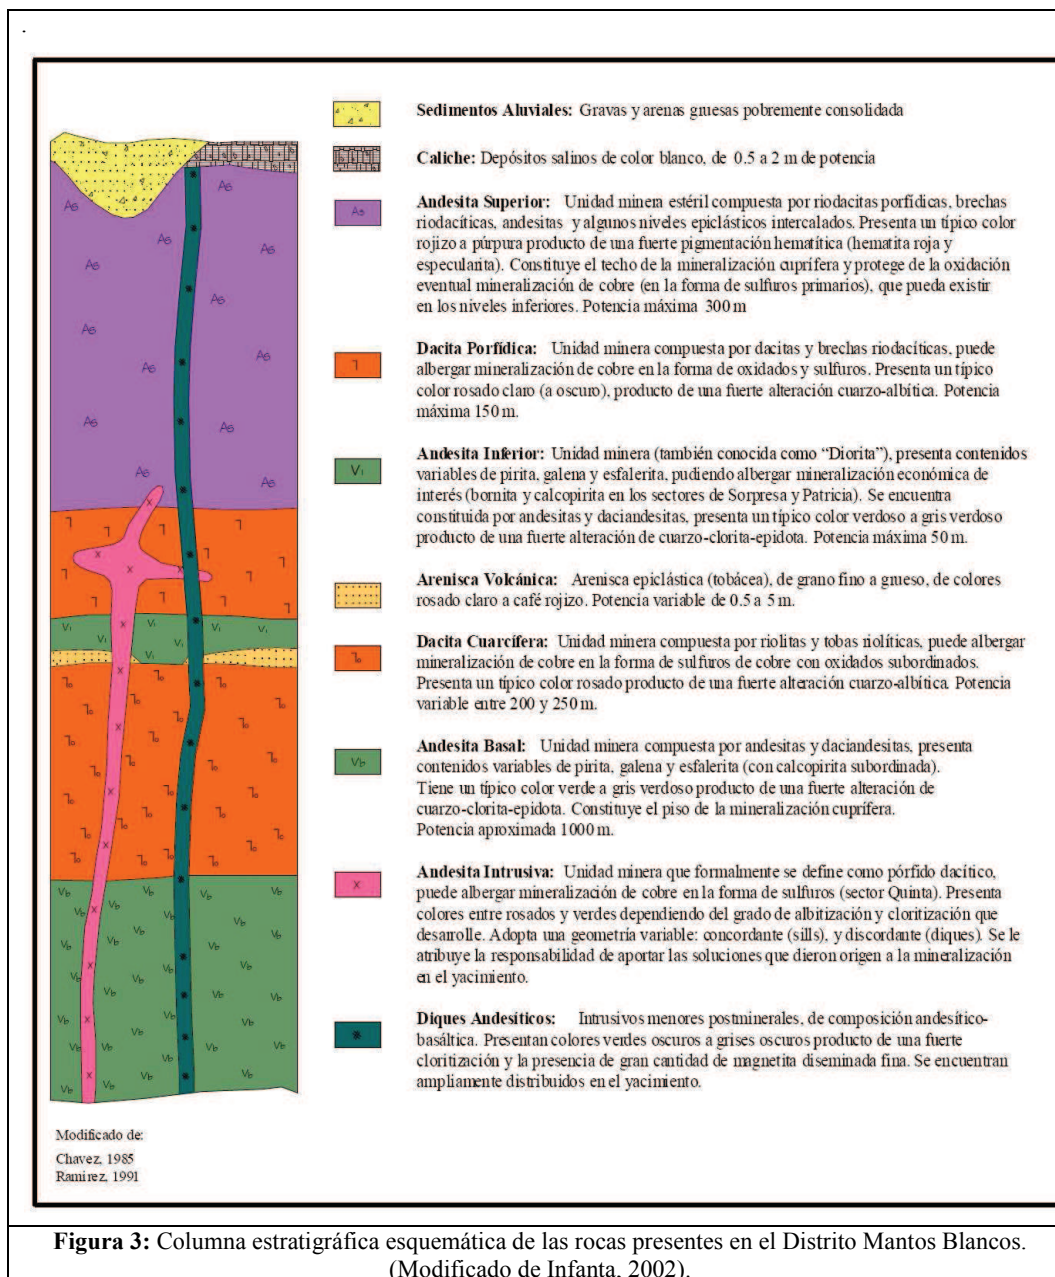 .
Sedimentos Aluviales: Gravas y arenas gruesas pobremente consolidada
Caliche: Depósitos salinos de color blanco, de 0.5 a 2 m de potencia
Andesita Superior: Unidad minera estéril compuesta por riodacitas porfídicas, brechas
riodacíticas, andesitas y algunos niveles epiclásticos intercalados. Presenta un típico color
rojizo a púrpura producto de una fuerte pigmentación hematítica (hematita roja y
especularita). Constituye el techo de la mineralización cuprífera y protege de la oxidación
eventual mineralización de cobre (en la forma de sulfuros primarios), que pueda existir
en los niveles inferiores. Potencia máxima 300 m
Dacita Porfídica: Unidad minera compuesta por dacitas y brechas riodacíticas, puede
albergar mineralización de cobre en la forma de oxidados y sulfuros. Presenta un típico
color rosado claro (a oscuro), producto de una fuerte alteración cuarzo-albítica. Potencia
máxima 150 m.
Andesita Inferior: Unidad minera (también conocida como “Diorita”), presenta contenidos
variables de pirita, galena y esfalerita, pudiendo albergar mineralización económica de
interés (bornita y calcopirita en los sectores de Sorpresa y Patricia). Se encuentra
constituida por andesitas y daciandesitas, presenta un típico color verdoso a gris verdoso
producto de una fuerte alteración de cuarzo-clorita-epidota. Potencia máxima 50 m.
Arenisca Volcánica: Arenisca epiclástica (tobácea), de grano fino a grueso, de colores
rosado claro a café rojizo. Potencia variable de 0.5 a 5 m.
Dacita Cuarcífera: Unidad minera compuesta por riolitas y tobas riolíticas, puede albergar
mineralización de cobre en la forma de sulfuros de cobre con oxidados subordinados.
Presenta un típico color rosado producto de una fuerte alteración cuarzo-albítica. Potencia
variable entre 200 y 250 m.
Andesita Basal: Unidad minera compuesta por andesitas y daciandesitas, presenta
contenidos variables de pirita, galena y esfalerita (con calcopirita subordinada).
Tiene un típico color verde a gris verdoso producto de una fuerte alteración de
cuarzo-clorita-epidota. Constituye el piso de la mineralización cuprífera.
Potencia aproximada 1000 m.
Andesita Intrusiva: Unidad minera que formalmente se define como pórfido dacítico,
puede albergar mineralización de cobre en la forma de sulfuros (sector Quinta). Presenta
colores entre rosados y verdes dependiendo del grado de albitización y cloritización que
desarrolle. Adopta una geometría variable: concordante (sills), y discordante (diques). Se le
atribuye la responsabilidad de aportar las soluciones que dieron origen a la mineralización
en el yacimiento.
Diques Andesíticos: Intrusivos menores postminerales, de composición andesítico-
basáltica. Presentan colores verdes oscuros a grises oscuros producto de una fuerte
cloritización y la presencia de gran cantidad de magnetita diseminada fina. Se encuentran
ampliamente distribuidos en el yacimiento.
Modificado de:
Chavez, 1985
Ramirez, 1991
Figura 3: Columna estratigráfica esquemática de las rocas presentes en el Distrito Mantos Blancos.
(Modificado de Infanta, 2002).